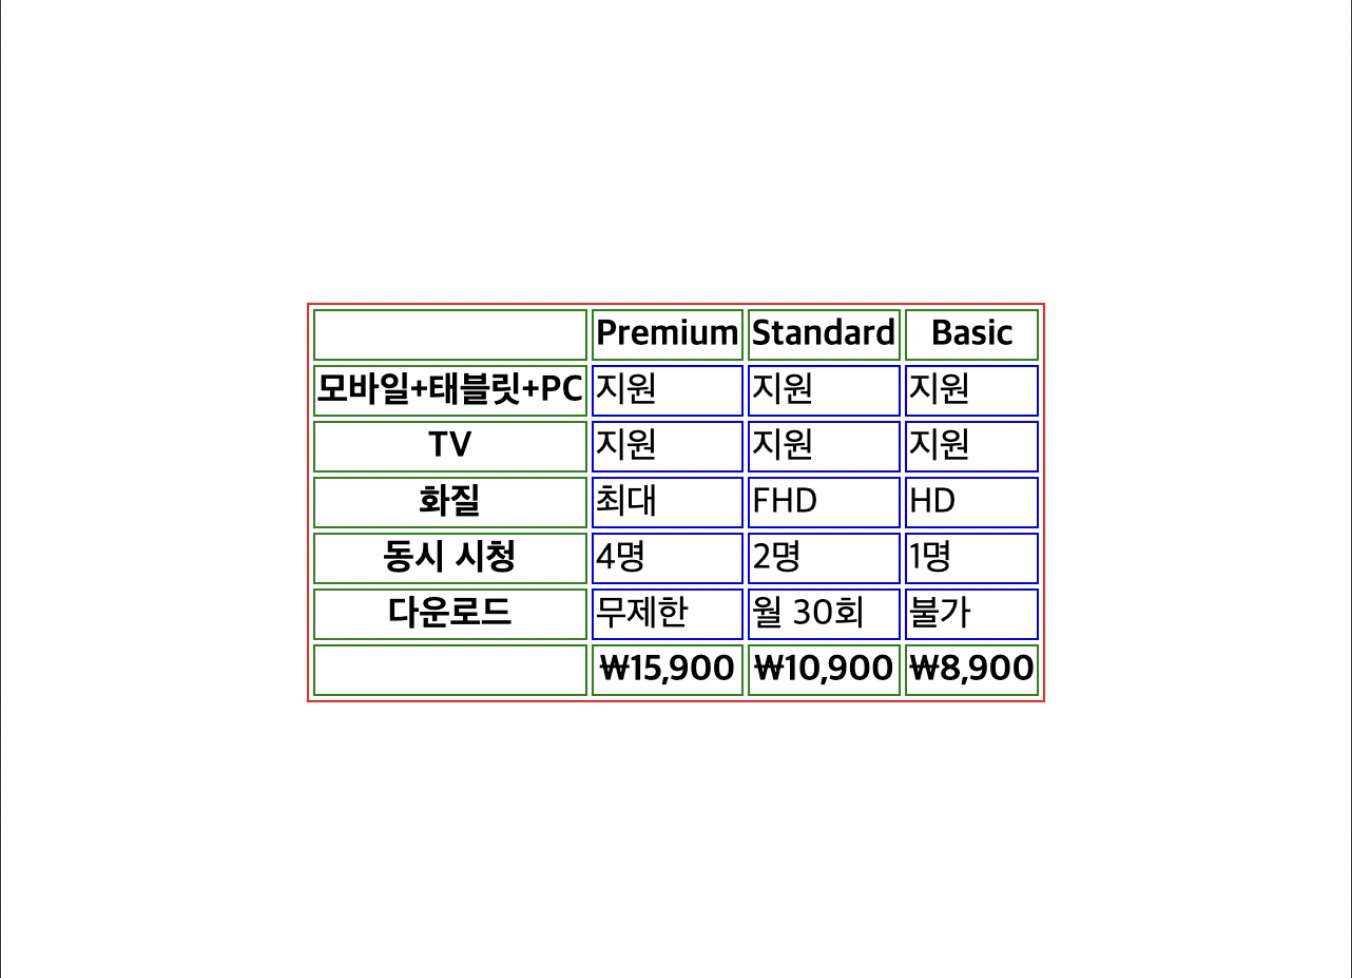 Premium Standard Basic
모바일+태블릿+PC 지원 지원 지원
TV 지원 지원 지원
화질 최대 FHD HD
동시 시청 4명 2명 1명
다운로드 무제한 월 30회 불가
₩15,900 ₩10,900 ₩8,900